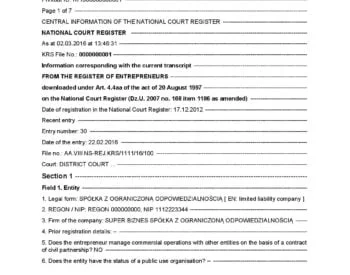 Page 1 of 7
CENTRAL INFORMATION OF THE NATIONAL COURT REGISTER
NATIONAL COURT REGISTER
As at 02.03.2016 at 13:46:31
KRS File No.: 0000000001
Information corresponding with the current transcript
FROM THE REGISTER OF ENTREPRENEURS
downloaded under Art. 4.4aa of the act of 20 August 1997
on the National Court Register (Dz.U. 2007 no. 168 item 1186 as amended)
Date of registration in the National Court Register: 17.12.2012
Recent entry
Entry number: 30
Date of the entry: 22.02.2016
File no.: AA.VIII NS-REJ.KRS/1111/16/100
Court: DISTRICT COURT ...
Section 1
Field 1. Entity
1. Legal form: SPÓŁKA Z OGRANICZONĄ ODPOWIEDZIALNOŚCIĄ [ EN: limited liability company ]
2. REGON / NIP: REGON 000000000, NIP 1112223344
3. Firm of the company: SUPER BIZNES SPÓŁKA Z OGRANICZONĄ ODPOWIEDZIALNOŚCIĄ
4. Prior registration details: –
5. Does the entrepreneur manage commercial operations with other entities on the basis of a contract
of civil partnership? NO
6. Does the entity have the status of a public use organisation? –